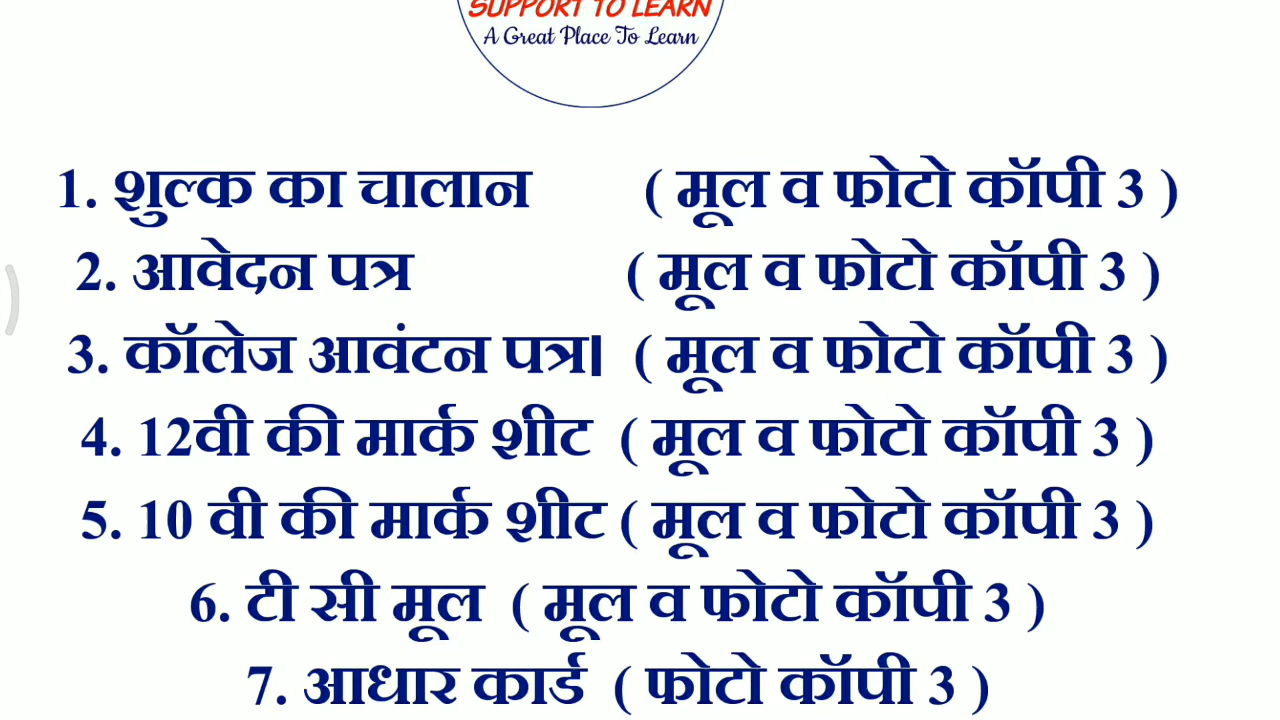 SUPPORT TO LEARN
A Great Place To Learn
1. शुल्क का चालान ( मूल व फोटो कॉपी 3 )
2. आवेदन पत्र ( मूल व फोटो कॉपी 3 )
3. कॉलेज आवंटन पत्र। ( मूल व फोटो कॉपी 3 )
4. 12वी की मार्क शीट ( मूल व फोटो कॉपी 3 )
5. 10 वी की मार्क शीट ( मूल व फोटो कॉपी 3 )
6. टी सी मूल ( मूल व फोटो कॉपी 3 )
7. आधार कार्ड ( फोटो कॉपी 3 )